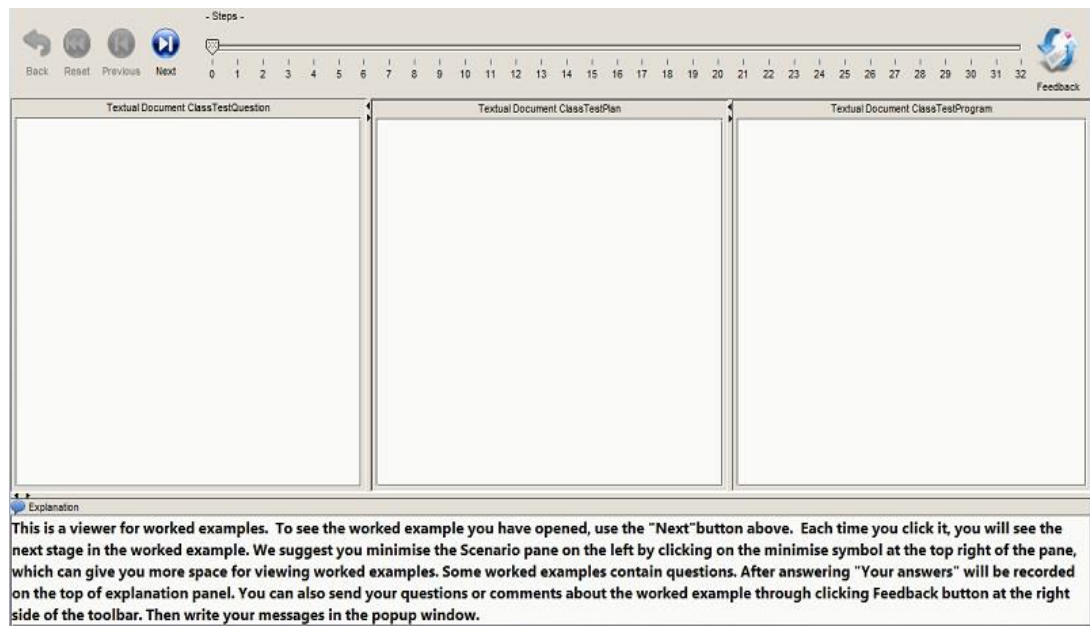 - Steps -
Back Reset Previous Next
0 1 2 3 4 5 6 7 8 9 10 11 12 13 14 15 16 17 18 19 20 21 22 23 24 25 26 27 28 29 30 31 32
Feedback
Textual Document ClassTestQuestion
Textual Document ClassTestPlan
Textual Document ClassTestProgram
Explanation
This is a viewer for worked examples. To see the worked example you have opened, use the "Next"button above. Each time you click it, you will see the
next stage in the worked example. We suggest you minimise the Scenario pane on the left by clicking on the minimise symbol at the top right of the pane,
which can give you more space for viewing worked examples. Some worked examples contain questions. After answering "Your answers" will be recorded
on the top of explanation panel. You can also send your questions or comments about the worked example through clicking Feedback button at the right
side of the toolbar. Then write your messages in the popup window.